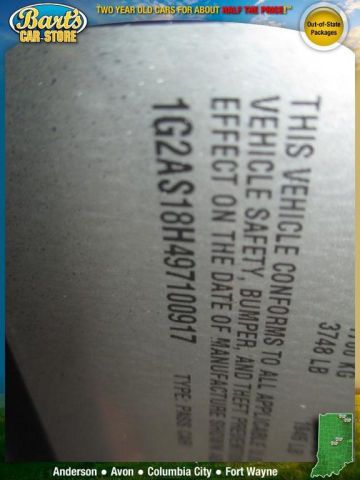 Bart's
CAR STORE
TWO YEAR OLD CARS FOR ABOUT HALF THE PRICE!
Out-of-State
Packages
KG
3748 LB
THIS VEHICLE CONFORMS TO ALL
VEHICLE SAFETY, BUMPER, AND THEFT
EFFECT ON THE DATE OF MANUFACTURE SHOWN
1G2AS18H497100917 TYPE: PASS CAR
Anderson • Avon • Columbia City • Fort Wayne